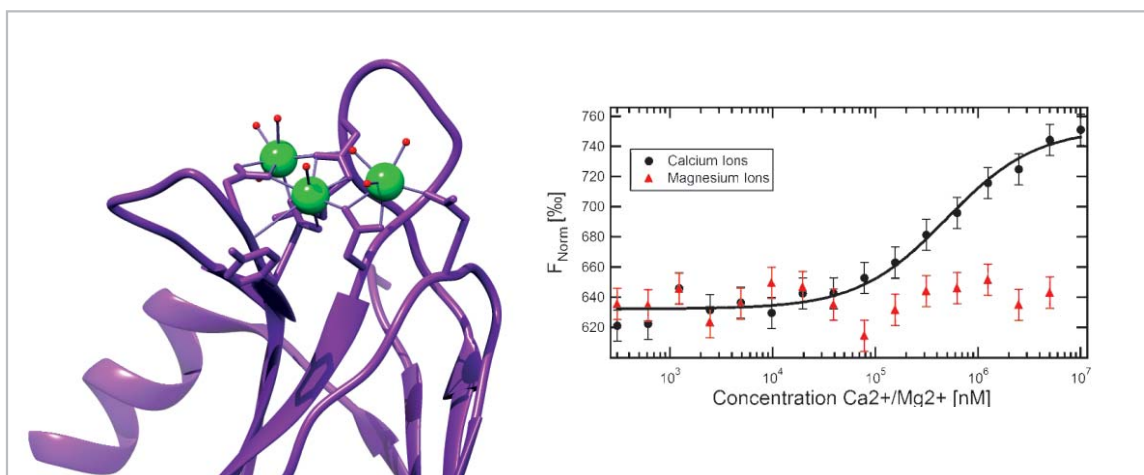 760
740
720
700
680
660
640
620
F_Norm [‰]
Calcium Ions
Magnesium Ions
10³ 10⁴ 10⁵ 10⁶ 10⁷
Concentration Ca2+/Mg2+ [nM]